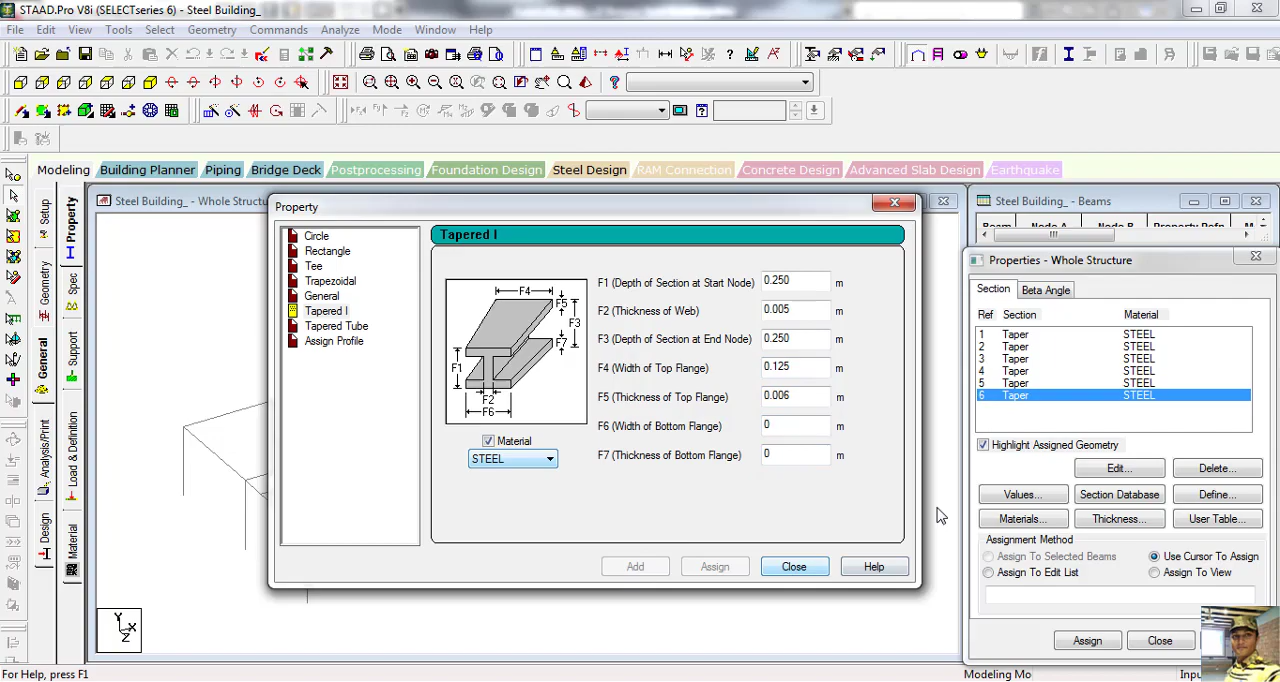 STAAD.Pro V8i (SELECTseries 6) - Steel Building_
File Edit View Tools Select Geometry Commands Analyze Mode Window Help
Modeling Building Planner Piping Bridge Deck Postprocessing Foundation Design Steel Design RAM Connection Concrete Design Advanced Slab Design Earthquake
Setup
Geometry
General
Analysis/Print
Design
Property
Spec
Support
Load & Definition
Material
Steel Building_ - Whole Structu
Property
Circle
Rectangle
Tee
Trapezoidal
General
Tapered I
Tapered Tube
Assign Profile
Tapered I
F4
F5
F3
F7
F1
F2
F6
Material
STEEL
F1 (Depth of Section at Start Node) 0.250 m
F2 (Thickness of Web) 0.005 m
F3 (Depth of Section at End Node) 0.250 m
F4 (Width of Top Flange) 0.125 m
F5 (Thickness of Top Flange) 0.006 m
F6 (Width of Bottom Flange) 0 m
F7 (Thickness of Bottom Flange) 0 m
Add Assign Close Help
Steel Building_ - Beams
Beam Node A Node B Property Refn
Properties - Whole Structure
Section Beta Angle
Ref Section Material
1 Taper STEEL
2 Taper STEEL
3 Taper STEEL
4 Taper STEEL
5 Taper STEEL
6 Taper STEEL
Highlight Assigned Geometry
Edit... Delete...
Values... Section Database Define...
Materials... Thickness... User Table...
Assignment Method
Assign To Selected Beams Use Cursor To Assign
Assign To Edit List Assign To View
Assign Close
Y
X
Z
For Help, press F1
Modeling Mo
Inpu